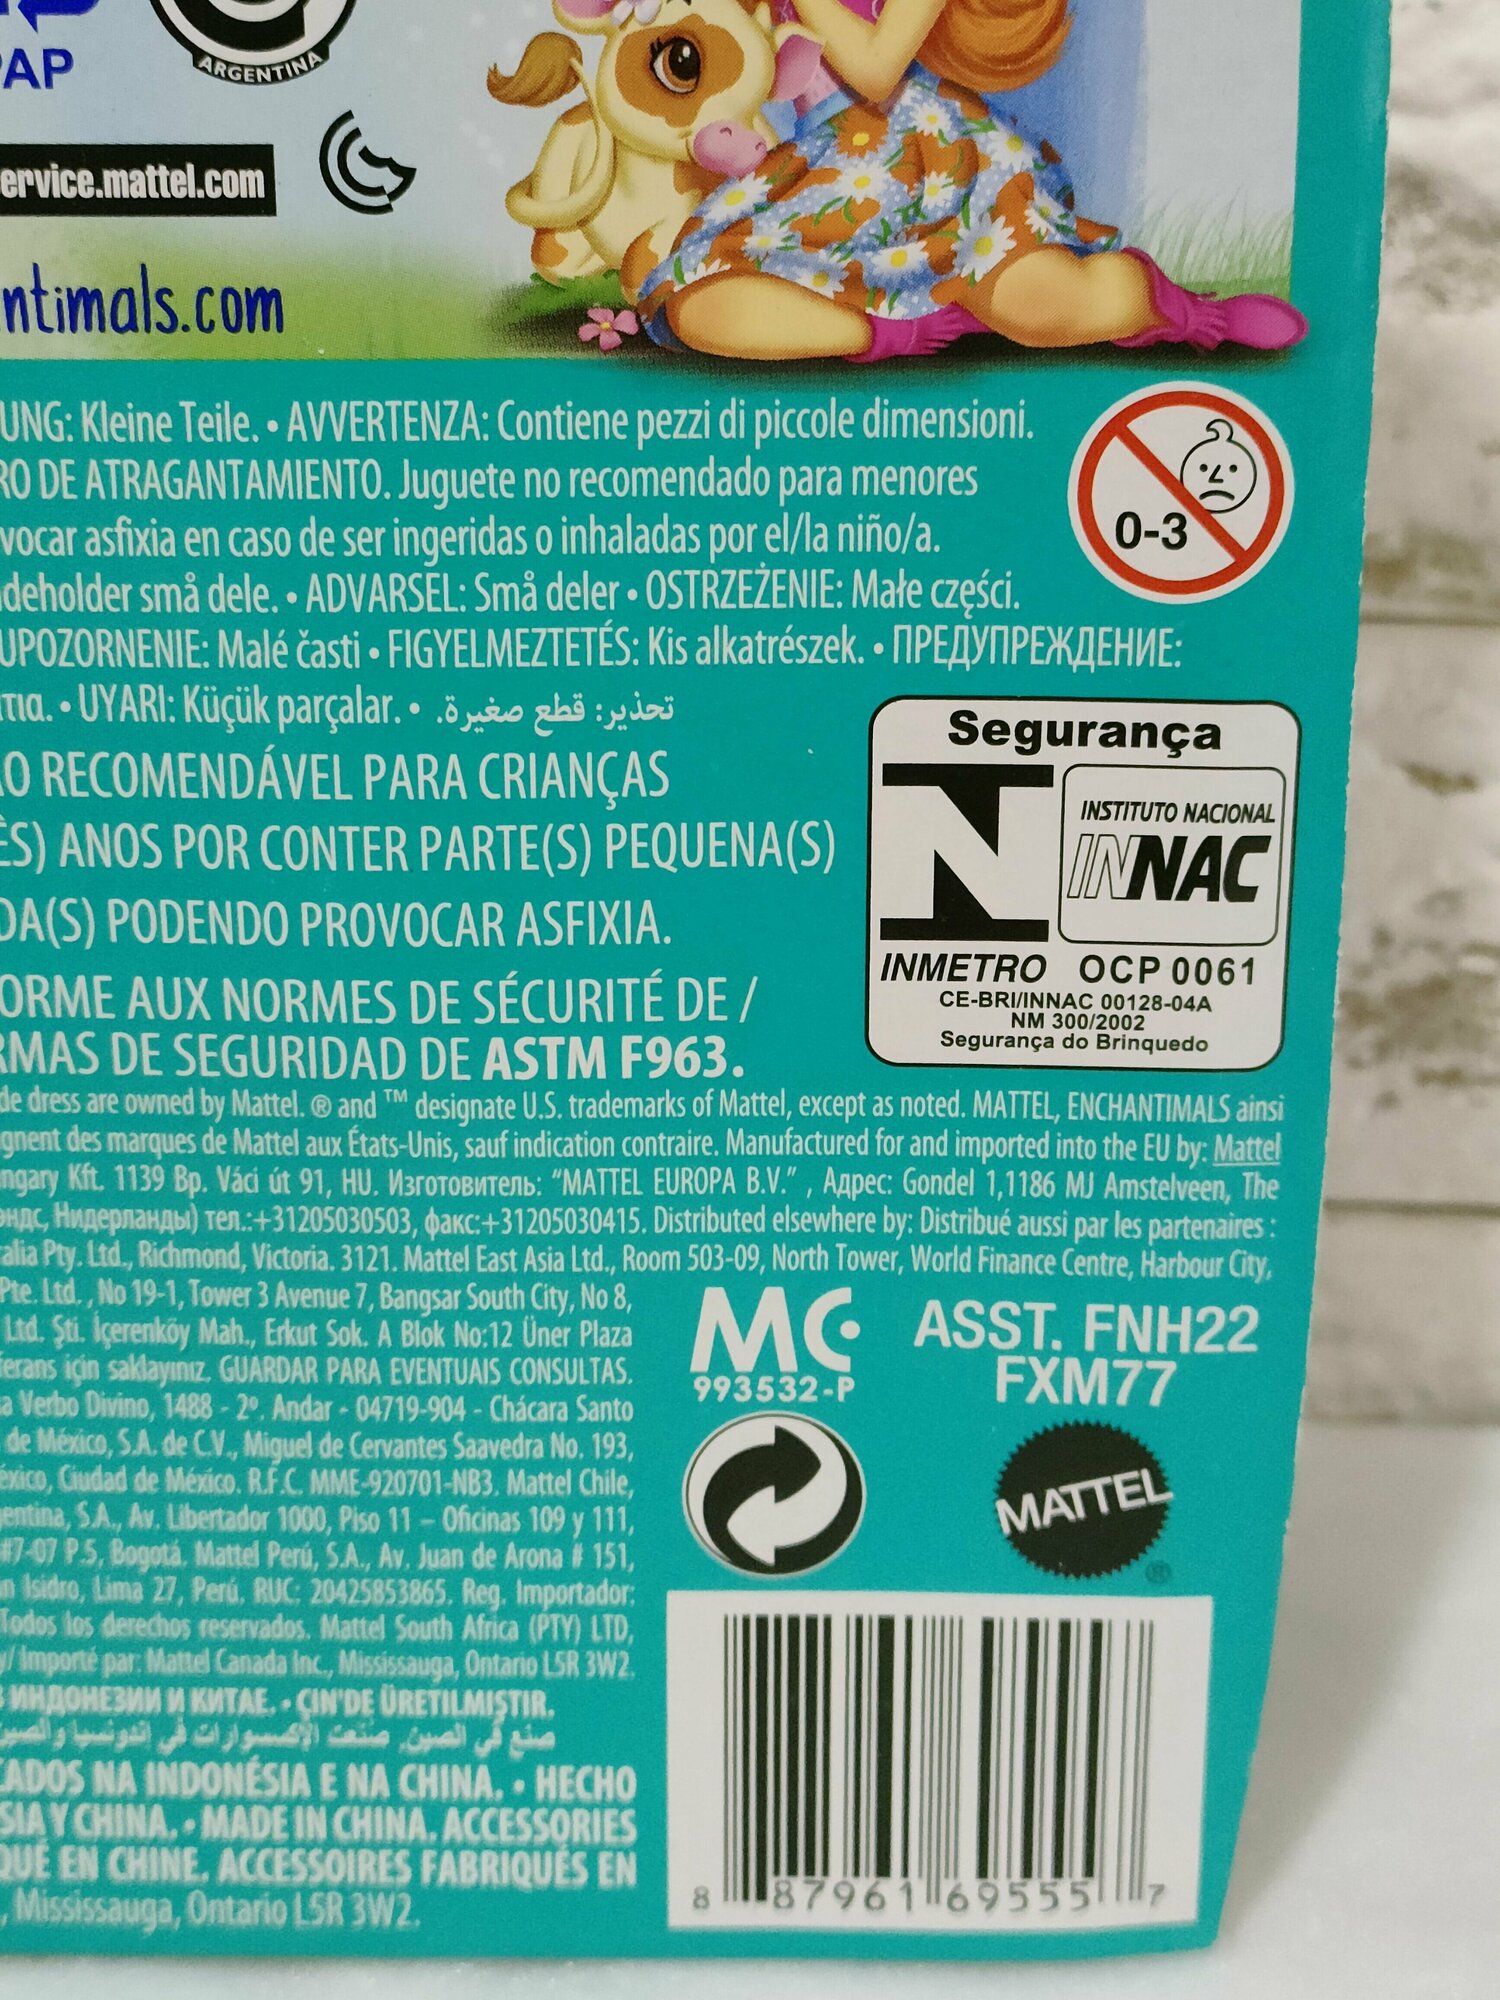 PAP
ARGENTINA
ervice.mattel.com
ntimals.com
UNG: Kleine Teile. • AVVERTENZA: Contiene pezzi di piccole dimensioni.
RO DE ATRAGANTAMIENTO. Juguete no recomendado para menores
vocar asfixia en caso de ser ingeridas o inhaladas por el/la niño/a.
deholder små dele. • ADVARSEL: Små deler • OSTRZEŻENIE: Małe części.
UPOZORNENIE: Malé časti • FIGYELMEZTETÉS: Kis alkatrészek. • ПРЕДУПРЕЖДЕНИЕ:
τια. • UYARI: Küçük parçalar. • تحذير: قطع صغيرة.
0-3
O RECOMENDÁVEL PARA CRIANÇAS
ÊS) ANOS POR CONTER PARTE(S) PEQUENA(S)
DA(S) PODENDO PROVOCAR ASFIXIA.
ORME AUX NORMES DE SÉCURITÉ DE /
RMAS DE SEGURIDAD DE ASTM F963.
Segurança
INSTITUTO NACIONAL
INNAC
INMETRO OCP 0061
CE-BRI/INNAC 00128-04A
NM 300/2002
Segurança do Brinquedo
de dress are owned by Mattel. ® and ™ designate U.S. trademarks of Mattel, except as noted. MATTEL, ENCHANTIMALS ainsi
gnent des marques de Mattel aux États-Unis, sauf indication contraire. Manufactured for and imported into the EU by: Mattel
ngary Kft. 1139 Bp. Váci út 91, HU. Изготовитель: “MATTEL EUROPA B.V.” , Адрес: Gondel 1,1186 MJ Amstelveen, The
эндс, Нидерланды) тел.:+31205030503, факс:+31205030415. Distributed elsewhere by: Distribué aussi par les partenaires :
alia Pty. Ltd., Richmond, Victoria. 3121. Mattel East Asia Ltd., Room 503-09, North Tower, World Finance Centre, Harbour City,
Pte. Ltd. , No 19-1, Tower 3 Avenue 7, Bangsar South City, No 8,
Ltd. Şti. İçerenköy Mah., Erkut Sok. A Blok No:12 Üner Plaza
ferans için saklayınız. GUARDAR PARA EVENTUAIS CONSULTAS.
a Verbo Divino, 1488 - 2º. Andar - 04719-904 - Chácara Santo
de México, S.A. de C.V., Miguel de Cervantes Saavedra No. 193,
éxico, Ciudad de México. R.F.C. MME-920701-NB3. Mattel Chile,
entina, S.A., Av. Libertador 1000, Piso 11 – Oficinas 109 y 111,
#7-07 P.5, Bogotá. Mattel Perú, S.A., Av. Juan de Arona # 151,
n Isidro, Lima 27, Perú. RUC: 20425853865. Reg. Importador:
Todos los derechos reservados. Mattel South Africa (PTY) LTD,
y/ Importé par: Mattel Canada Inc., Mississauga, Ontario L5R 3W2.
В ИНДОНЕЗИИ И КИТАЕ. • ÇİN'DE ÜRETİLMİŞTİR.
صنع في الصين. صنعت الإكسسوارات في إندونيسيا والصين
CADOS NA INDONÉSIA E NA CHINA. • HECHO
SIA Y CHINA. • MADE IN CHINA. ACCESSORIES
QUÉ EN CHINE. ACCESSOIRES FABRIQUÉS EN
, Mississauga, Ontario L5R 3W2.
MC
993532-P
ASST. FNH22
FXM77
MATTEL
®
8 87961 69555 7